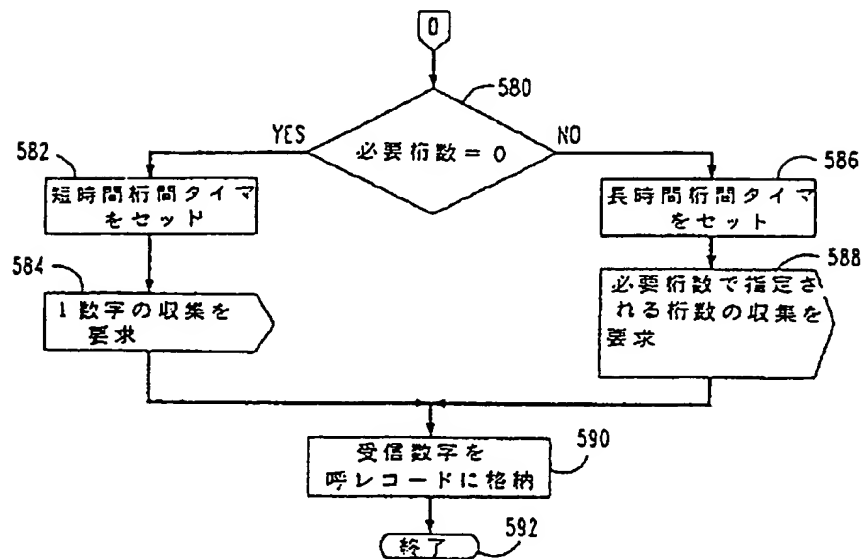 0
580
必要桁数=0
YES
NO
582
短時間桁間タイマ
をセット
586
長時間桁間タイマ
をセット
584
1数字の収集を
要求
588
必要桁数で指定さ
れる桁数の収集を
要求
590
受信数字を
呼レコードに格納
592
終了